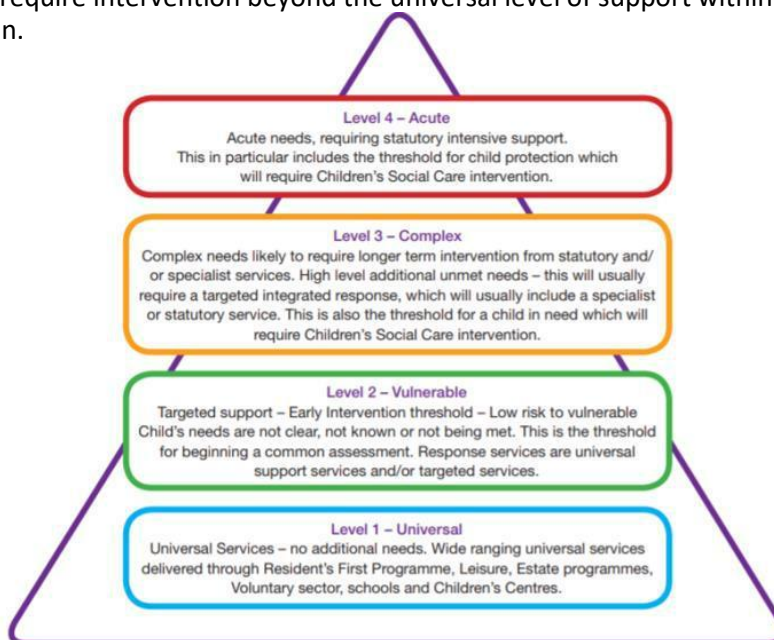 require intervention beyond the universal level of support within
n.
Level 4 – Acute
Acute needs, requiring statutory intensive support.
This in particular includes the threshold for child protection which
will require Children's Social Care intervention.
Level 3 – Complex
Complex needs likely to require longer term intervention from statutory and/
or specialist services. High level additional unmet needs – this will usually
require a targeted integrated response, which will usually include a specialist
or statutory service. This is also the threshold for a child in need which will
require Children's Social Care intervention.
Level 2 – Vulnerable
Targeted support – Early Intervention threshold – Low risk to vulnerable
Child's needs are not clear, not known or not being met. This is the threshold
for beginning a common assessment. Response services are universal
support services and/or targeted services.
Level 1 – Universal
Universal Services – no additional needs. Wide ranging universal services
delivered through Resident's First Programme, Leisure, Estate programmes,
Voluntary sector, schools and Children's Centres.